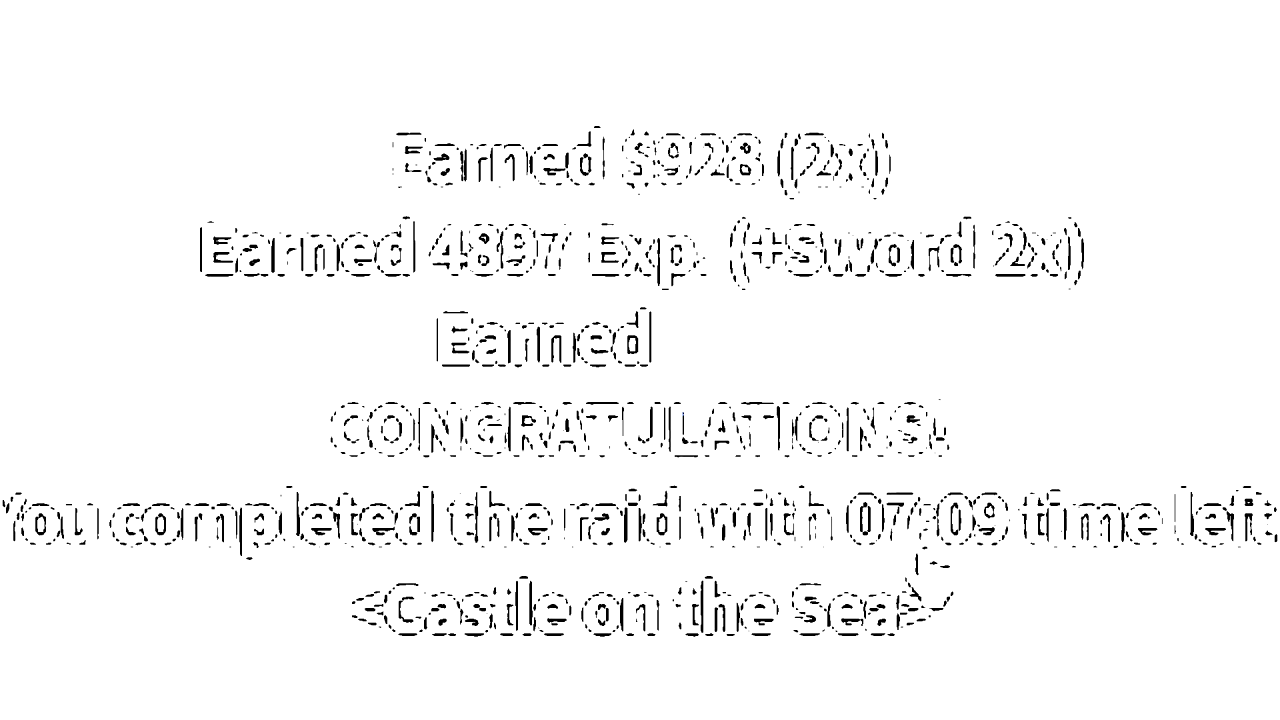 Earned $928 (2x)
Earned 4897 Exp. (+Sword 2x)
Earned
CONGRATULATIONS!
You completed the raid with 07:09 time left.
<Castle on the Sea>